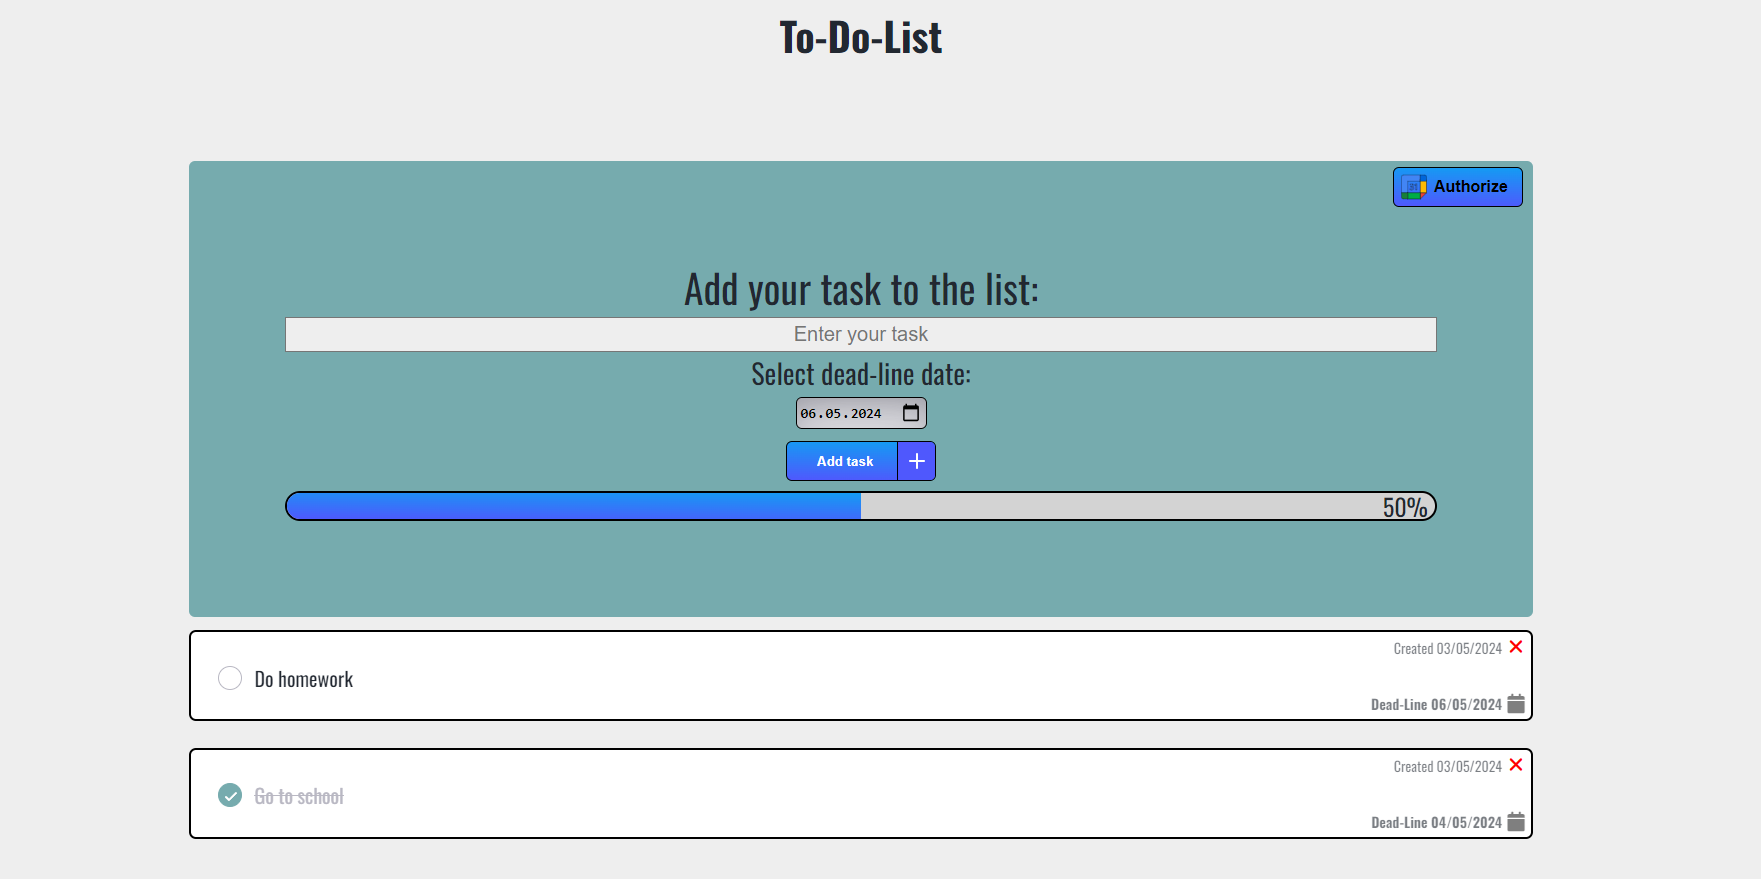 To-Do-List
Authorize
Add your task to the list:
Enter your task
Select dead-line date:
06.05.2024
Add task
50%
Created 03/05/2024
Do homework
Dead-Line 06/05/2024
Created 03/05/2024
Go to school
Dead-Line 04/05/2024